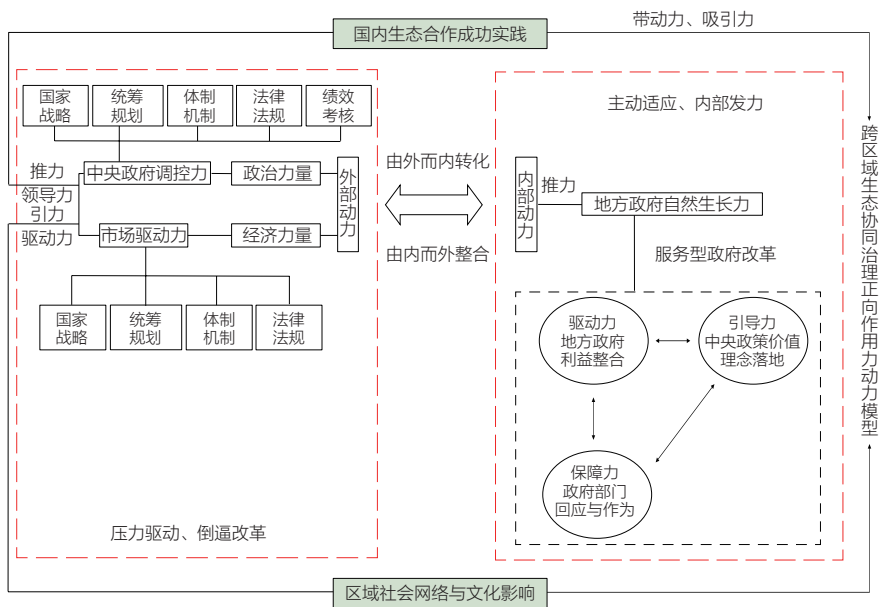 国内生态合作成功实践
带动力、吸引力
国家
战略
统筹
规划
体制
机制
法律
法规
绩效
考核
推力
领导力
引力
驱动力
中央政府调控力
政治力量
市场驱动力
经济力量
外部动力
国家
战略
统筹
规划
体制
机制
法律
法规
压力驱动、倒逼改革
由外而内转化
由内而外整合
主动适应、内部发力
内部动力
推力
地方政府自然生长力
服务型政府改革
驱动力
地方政府
利益整合
引导力
中央政策价值
理念落地
保障力
政府部门
回应与作为
跨区域生态协同治理正向作用力动力模型
区域社会网络与文化影响